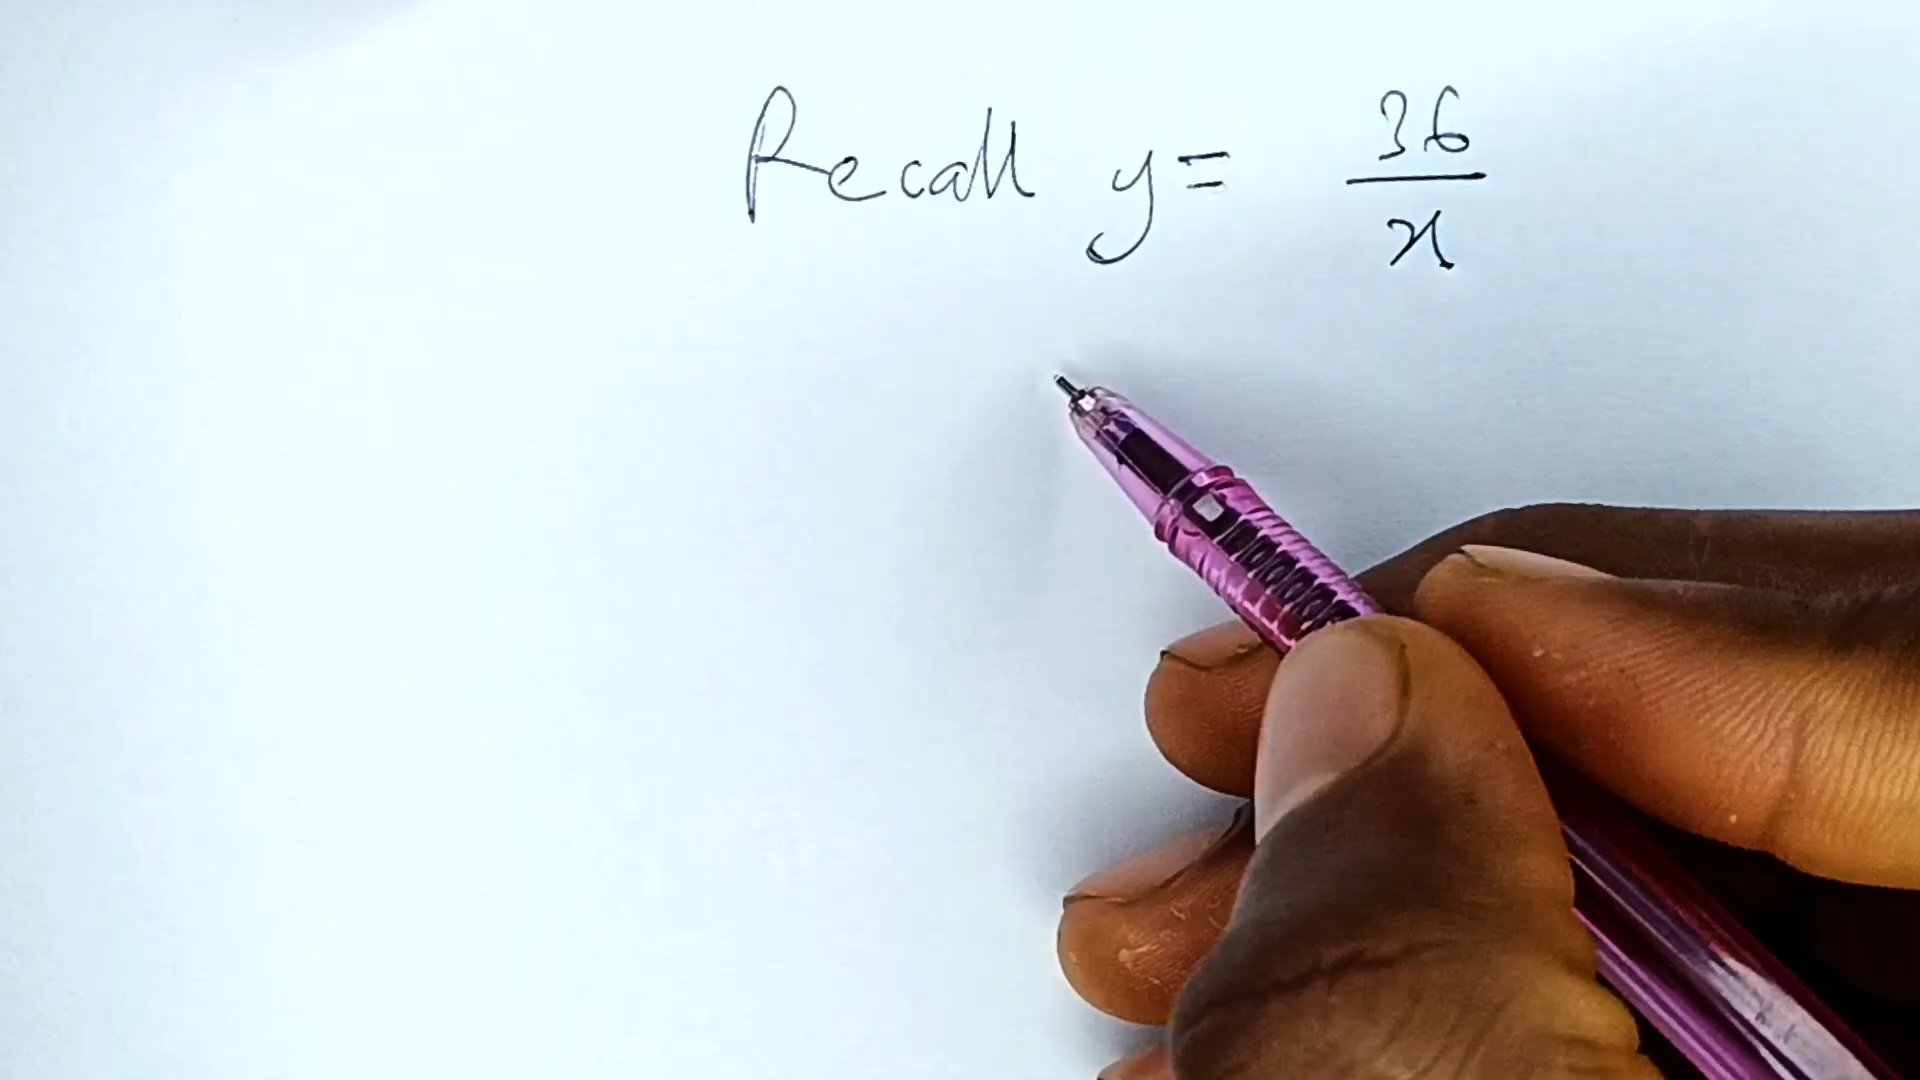 Recall y = 36/x